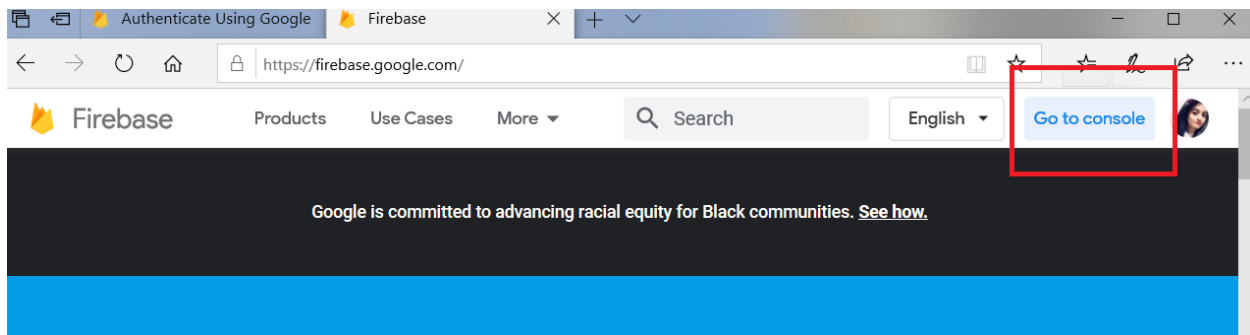 Authenticate Using Google
Firebase
https://firebase.google.com/
Firebase
Products
Use Cases
More
Search
English
Go to console
Google is committed to advancing racial equity for Black communities. See how.